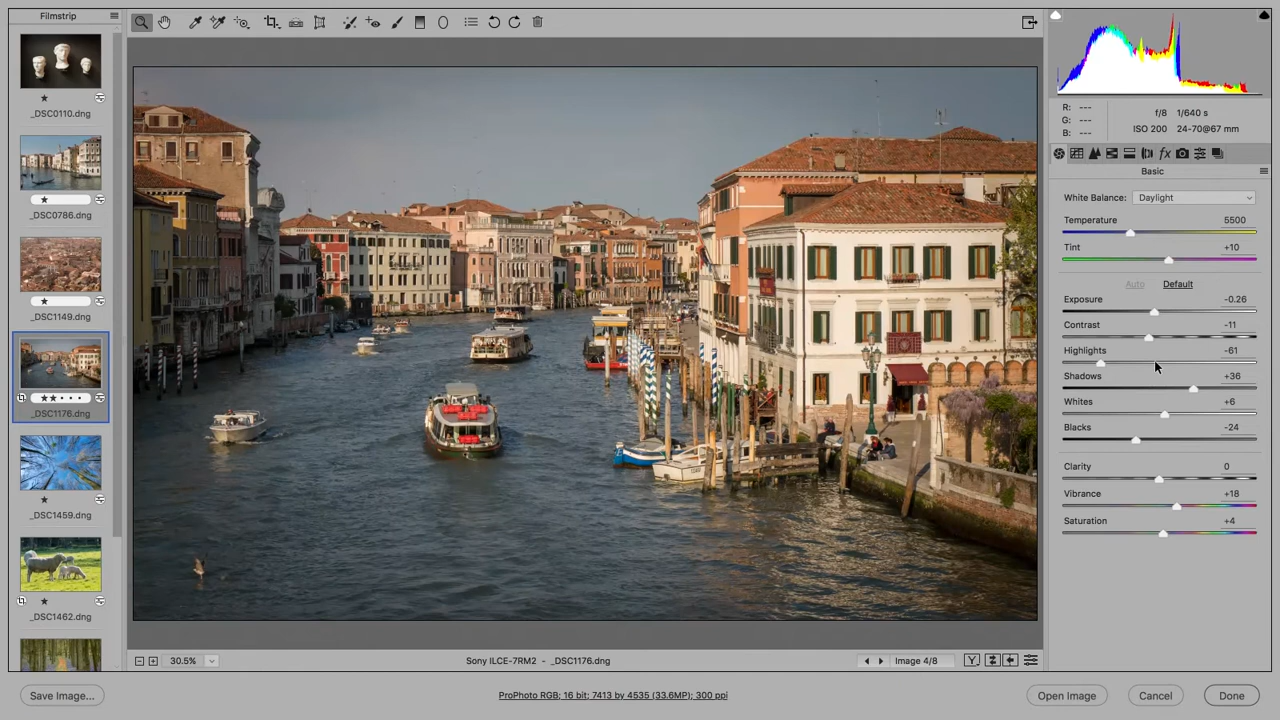 Filmstrip
_DSC0110.dng
_DSC0786.dng
_DSC1149.dng
_DSC1176.dng
_DSC1459.dng
_DSC1462.dng
30.5%
Sony ILCE-7RM2 - _DSC1176.dng
Image 4/8
Y
R: ---
G: ---
B: ---
f/8 1/640 s
ISO 200 24-70@67 mm
fx
Basic
White Balance: Daylight
Temperature 5500
Tint +10
Auto Default
Exposure -0.26
Contrast -11
Highlights -61
Shadows +36
Whites +6
Blacks -24
Clarity 0
Vibrance +18
Saturation +4
Save Image...
ProPhoto RGB; 16 bit; 7413 by 4535 (33.6MP); 300 ppi
Open Image
Cancel
Done